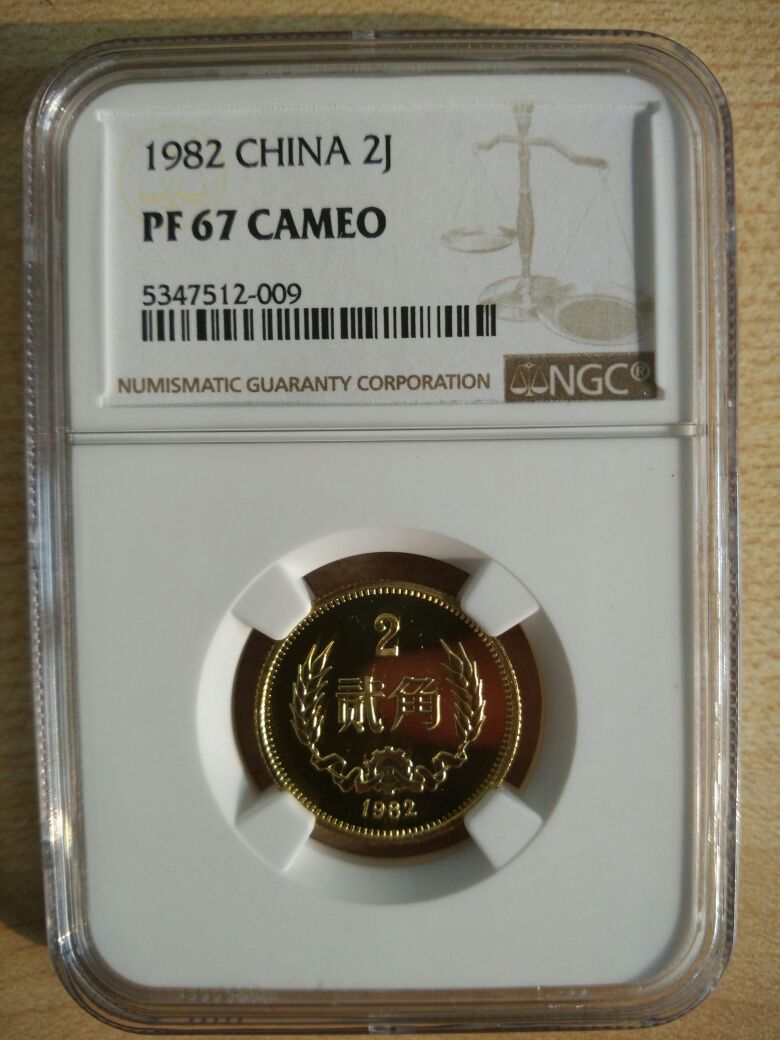 1982 CHINA 2J
PF 67 CAMEO
5347512-009
NUMISMATIC GUARANTY CORPORATION
NGC®
2
贰角
1982